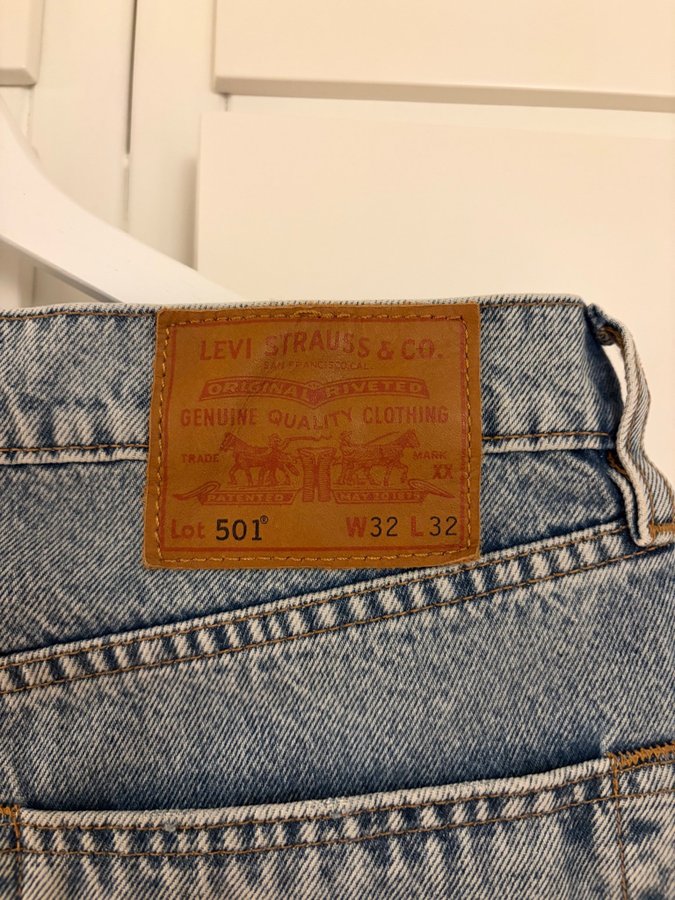 LEVI STRAUSS & CO.
SAN FRANCISCO, CAL.
ORIGINAL RIVETED
GENUINE QUALITY CLOTHING
TRADE MARK
XX
PATENTED MAY 20 1873
Lot 501® W32 L32